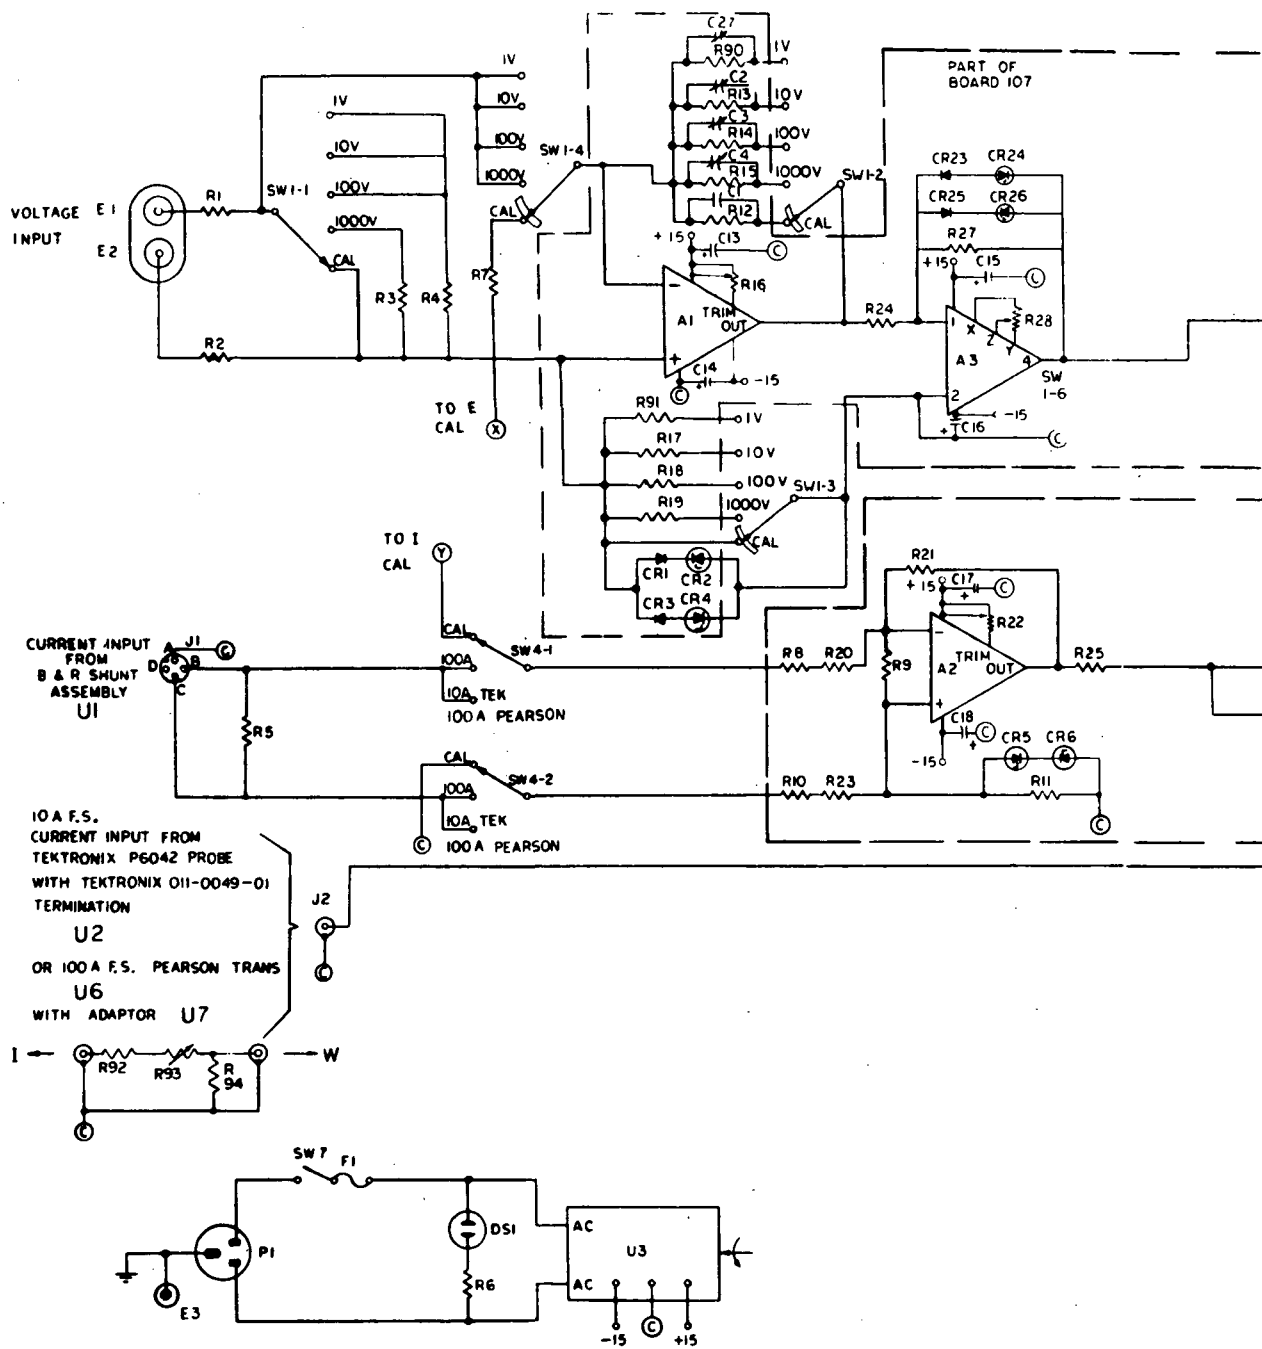 C27
R90
1V
C2
R13
10V
C3
R14
100V
C4
R15
1000V
C1
R12
CAL
SW1-2
PART OF
BOARD 107
1V
10V
100V
1000V
CAL
SW1-4
1V
10V
100V
1000V
CAL
SW1-1
VOLTAGE
INPUT
E1
E2
R1
R2
R3
R4
R7
TO E
CAL
X
+15
C13
C
R16
A1
TRIM
OUT
C14
-15
C
R24
CR23
CR24
CR25
CR26
R27
+15
C15
C
R28
1
X
Z
Y
A3
4
2
SW
1-6
-15
C16
C
R91
1V
R17
10V
R18
100V
R19
1000V
CAL
SW1-3
CR1
CR2
CR3
CR4
TO I
CAL
Y
CURRENT INPUT
FROM
B & R SHUNT
ASSEMBLY
U1
A
J1
C
D
B
C
R5
CAL
100A
10A TEK
100A PEARSON
SW4-1
CAL
100A
10A TEK
100A PEARSON
SW4-2
C
R8
R20
R9
R10
R23
R21
+15
C17
C
R22
A2
TRIM
OUT
C18
C
-15
R25
CR5
CR6
R11
C
10A F.S.
CURRENT INPUT FROM
TEKTRONIX P6042 PROBE
WITH TEKTRONIX 011-0049-01
TERMINATION
U2
OR 100A F.S. PEARSON TRANS
U6
WITH ADAPTOR U7
J2
C
I
R92
R93
R
94
W
C
SW7
F1
P1
E3
DS1
R6
AC
AC
U3
-15
C
+15